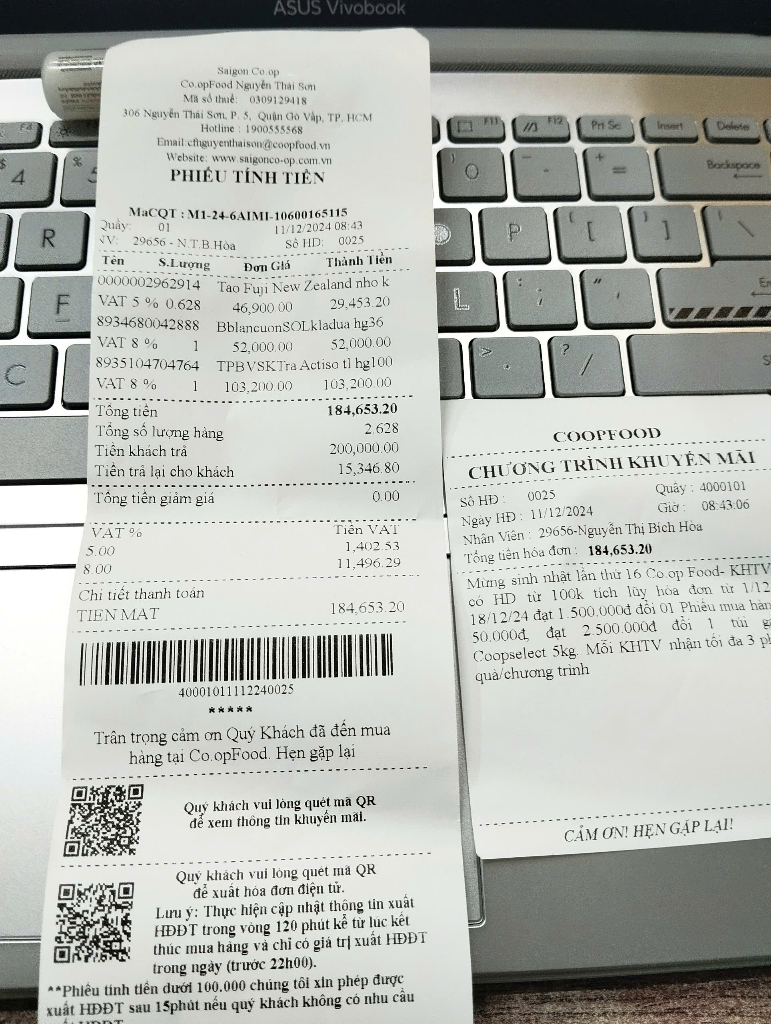 ASUS Vivobook
Saigon Co.op
Co.opFood Nguyễn Thái Sơn
Mã số thuế: 0309129418
306 Nguyễn Thái Sơn, P. 5, Quận Gò Vấp, TP. HCM
Hotline : 1900555568
Email:cfnguyenthaison@coopfood.vn
Website: www.saigonco-op.com.vn
PHIẾU TÍNH TIỀN
MaCQT : M1-24-6AIMI-10600165115
Quầy: 01 11/12/2024 08:43
NV: 29656 - N.T.B.Hòa Số HD: 0025
Tên S.Lượng Đơn Giá Thành Tiền
0000002962914 Tao Fuji New Zealand nho k
VAT 5 % 0.628 46,900.00 29,453.20
8934680042888 BblancuonSOLkladua hg36
VAT 8 % 1 52,000.00 52,000.00
8935104704764 TPBVSKTra Actiso tl hg100
VAT 8 % 1 103,200.00 103,200.00
Tổng tiền 184,653.20
Tổng số lượng hàng 2.628
Tiền khách trả 200,000.00
Tiền trả lại cho khách 15,346.80
Tổng tiền giảm giá 0.00
VAT % Tiền VAT
5.00 1,402.53
8.00 11,496.29
Chi tiết thanh toán
TIEN MAT 184,653.20
40001011112240025
*****
Trân trọng cảm ơn Quý Khách đã đến mua
hàng tại Co.opFood. Hẹn gặp lại
Quý khách vui lòng quét mã QR
để xem thông tin khuyến mãi.
Quý khách vui lòng quét mã QR
để xuất hóa đơn điện tử.
Lưu ý: Thực hiện cập nhật thông tin xuất
HĐĐT trong vòng 120 phút kể từ lúc kết
thúc mua hàng và chỉ có giá trị xuất HĐĐT
trong ngày (trước 22h00).
**Phiếu tính tiền dưới 100.000 chúng tôi xin phép được
xuất HĐĐT sau 15phút nếu quý khách không có nhu cầu
COOPFOOD
CHƯƠNG TRÌNH KHUYẾN MÃI
Số HĐ : 0025 Quầy : 4000101
Ngày HĐ : 11/12/2024 Giờ : 08:43:06
Nhân Viên : 29656-Nguyễn Thị Bích Hòa
Tổng tiền hóa đơn : 184,653.20
Mừng sinh nhật lần thứ 16 Co.op Food- KHTV
có HD từ 100k tích lũy hóa đơn từ 1/12
18/12/24 đạt 1.500.000đ đổi 01 Phiếu mua hàn
50.000đ, đạt 2.500.000đ đổi 1 túi g
Coopselect 5kg. Mỗi KHTV nhận tối đa 3 ph
quà/chương trình
CẢM ƠN! HẸN GẶP LẠI!
F4
F11
F12
Prt Sc
Insert
Delete
$
4
%
5
)
0
-
+
=
Backspace
R
P
{
[
}
]
\
F
L
:
;
"
'
C
>
.
?
/